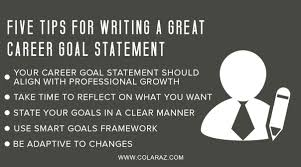 FIVE TIPS FOR WRITING A GREAT
CAREER GOAL STATEMENT
YOUR CAREER GOAL STATEMENT SHOULD
ALIGN WITH PROFESSIONAL GROWTH
TAKE TIME TO REFLECT ON WHAT YOU WANT
STATE YOUR GOALS IN A CLEAR MANNER
USE SMART GOALS FRAMEWORK
BE ADAPTIVE TO CHANGES
WWW.COLARAZ.COM